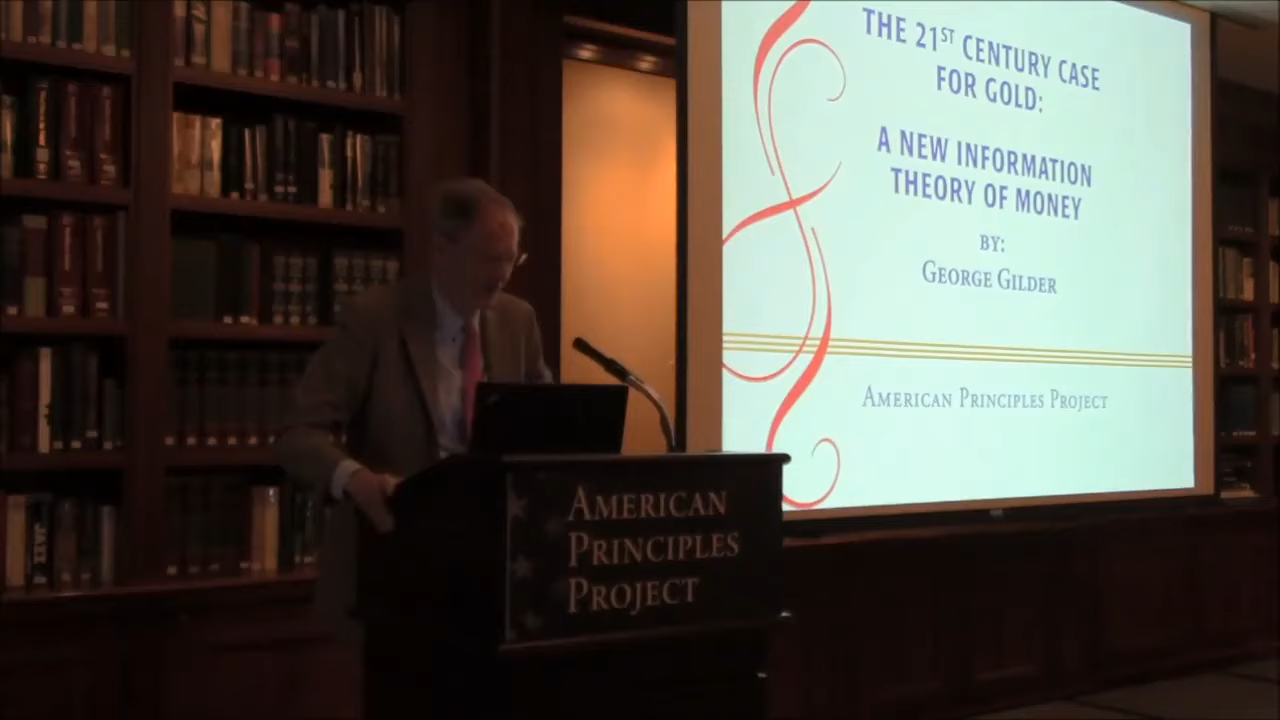 THE 21ST CENTURY CASE
FOR GOLD:
A NEW INFORMATION
THEORY OF MONEY
BY:
GEORGE GILDER
AMERICAN PRINCIPLES PROJECT
AMERICAN
PRINCIPLES
PROJECT